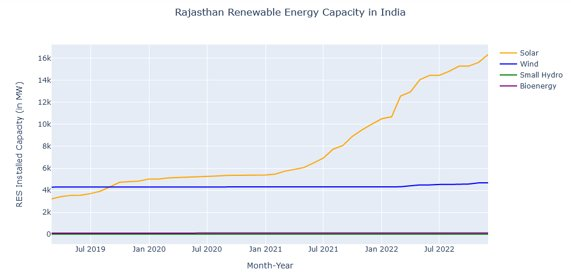 Rajasthan Renewable Energy Capacity in India
Solar
Wind
Small Hydro
Bioenergy
RES Installed Capacity (in MW)
16k
14k
12k
10k
8k
6k
4k
2k
0
Jul 2019
Jan 2020
Jul 2020
Jan 2021
Jul 2021
Jan 2022
Jul 2022
Month-Year